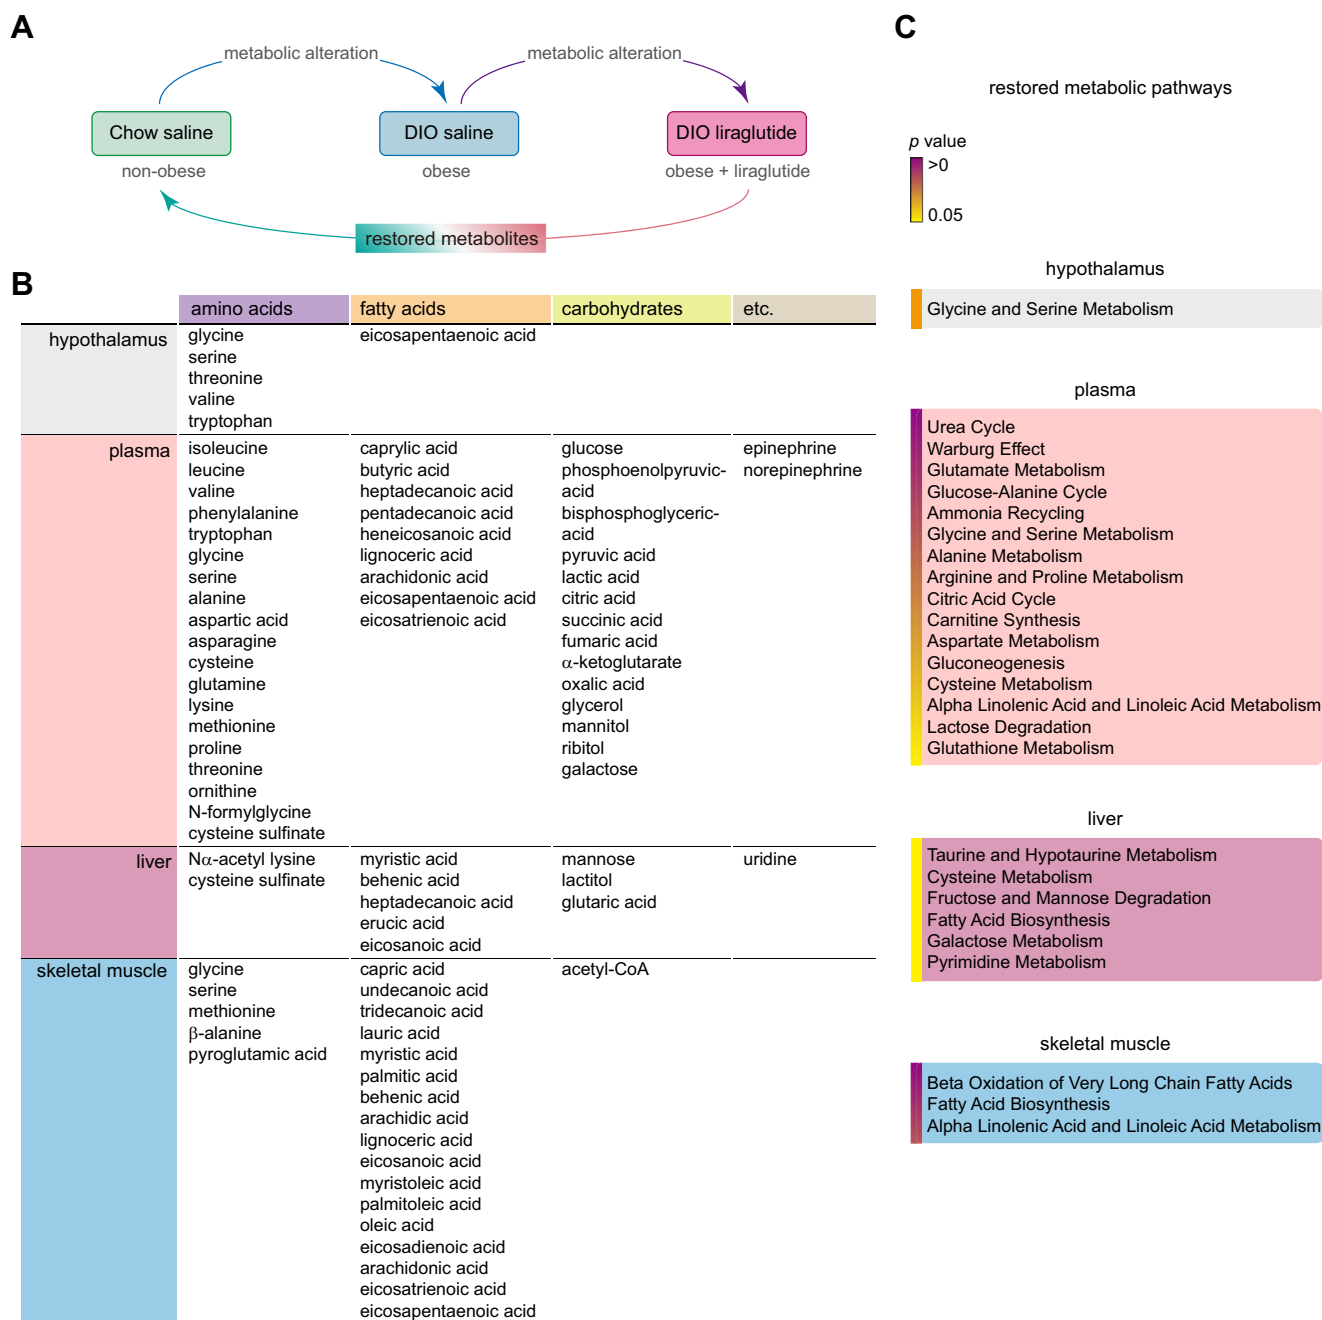 A
metabolic alteration
metabolic alteration
Chow saline
DIO saline
DIO liraglutide
non-obese
obese
obese + liraglutide
restored metabolites
B
amino acids
fatty acids
carbohydrates
etc.
hypothalamus
glycine
serine
threonine
valine
tryptophan
eicosapentaenoic acid
plasma
isoleucine
leucine
valine
phenylalanine
tryptophan
glycine
serine
alanine
aspartic acid
asparagine
cysteine
glutamine
lysine
methionine
proline
threonine
ornithine
N-formylglycine
cysteine sulfinate
caprylic acid
butyric acid
heptadecanoic acid
pentadecanoic acid
heneicosanoic acid
lignoceric acid
arachidonic acid
eicosapentaenoic acid
eicosatrienoic acid
glucose
phosphoenolpyruvic-
acid
bisphosphoglyceric-
acid
pyruvic acid
lactic acid
citric acid
succinic acid
fumaric acid
α-ketoglutarate
oxalic acid
glycerol
mannitol
ribitol
galactose
epinephrine
norepinephrine
liver
Nα-acetyl lysine
cysteine sulfinate
myristic acid
behenic acid
heptadecanoic acid
erucic acid
eicosanoic acid
mannose
lactitol
glutaric acid
uridine
skeletal muscle
glycine
serine
methionine
β-alanine
pyroglutamic acid
capric acid
undecanoic acid
tridecanoic acid
lauric acid
myristic acid
palmitic acid
behenic acid
arachidic acid
lignoceric acid
eicosanoic acid
myristoleic acid
palmitoleic acid
oleic acid
eicosadienoic acid
arachidonic acid
eicosatrienoic acid
eicosapentaenoic acid
acetyl-CoA
C
restored metabolic pathways
p value
>0
0.05
hypothalamus
Glycine and Serine Metabolism
plasma
Urea Cycle
Warburg Effect
Glutamate Metabolism
Glucose-Alanine Cycle
Ammonia Recycling
Glycine and Serine Metabolism
Alanine Metabolism
Arginine and Proline Metabolism
Citric Acid Cycle
Carnitine Synthesis
Aspartate Metabolism
Gluconeogenesis
Cysteine Metabolism
Alpha Linolenic Acid and Linoleic Acid Metabolism
Lactose Degradation
Glutathione Metabolism
liver
Taurine and Hypotaurine Metabolism
Cysteine Metabolism
Fructose and Mannose Degradation
Fatty Acid Biosynthesis
Galactose Metabolism
Pyrimidine Metabolism
skeletal muscle
Beta Oxidation of Very Long Chain Fatty Acids
Fatty Acid Biosynthesis
Alpha Linolenic Acid and Linoleic Acid Metabolism